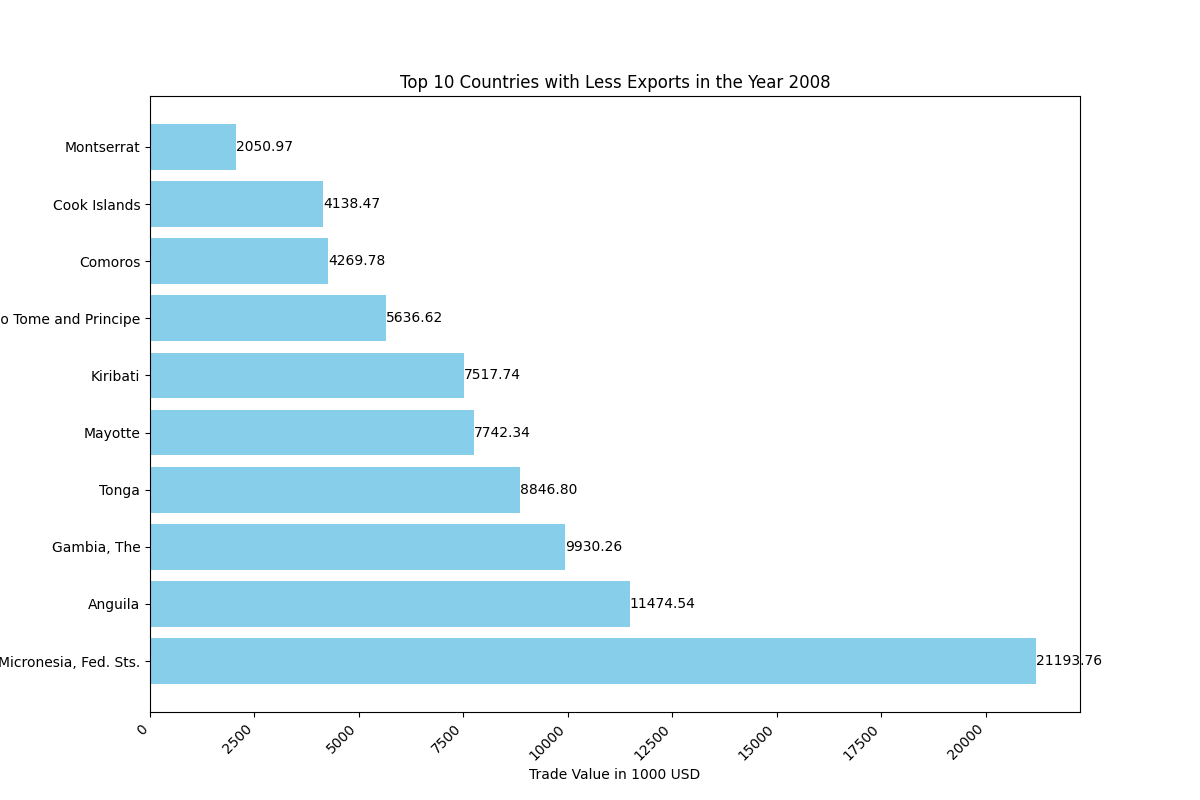 Top 10 Countries with Less Exports in the Year 2008
Montserrat 2050.97
Cook Islands 4138.47
Comoros 4269.78
o Tome and Principe 5636.62
Kiribati 7517.74
Mayotte 7742.34
Tonga 8846.80
Gambia, The 9930.26
Anguila 11474.54
Micronesia, Fed. Sts. 21193.76
0 2500 5000 7500 10000 12500 15000 17500 20000
Trade Value in 1000 USD